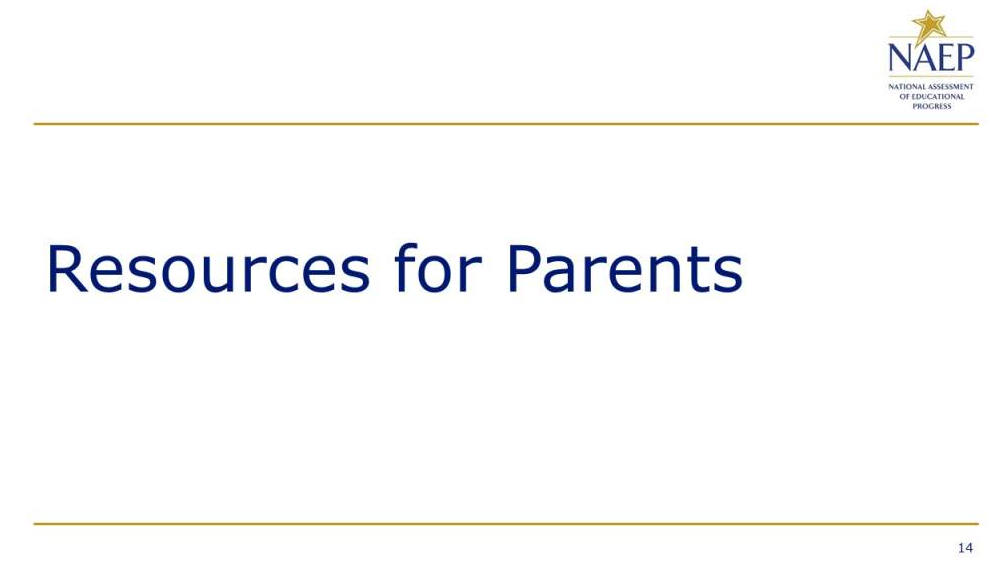 NAEP
NATIONAL ASSESSMENT
OF EDUCATIONAL
PROGRESS
Resources for Parents
14